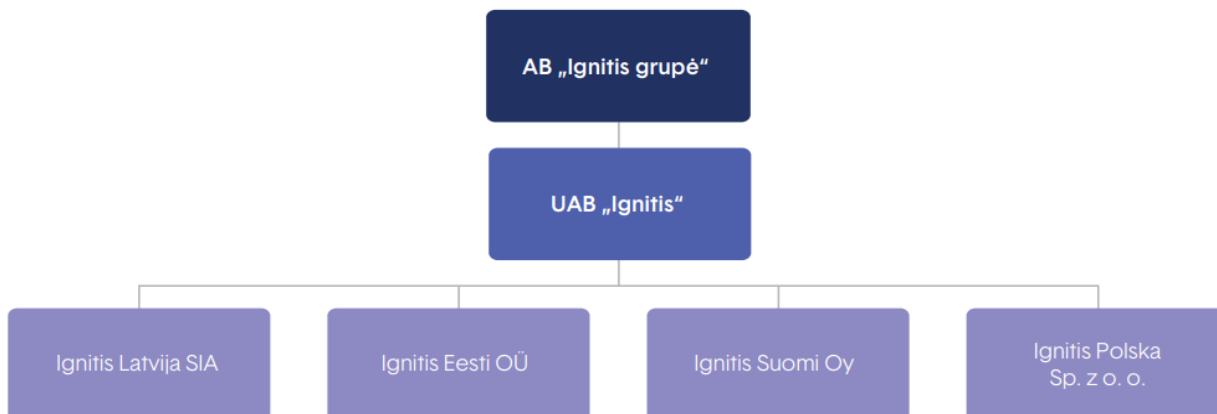 AB „Ignitis grupė“
UAB „Ignitis“
Ignitis Latvija SIA
Ignitis Eesti OÜ
Ignitis Suomi Oy
Ignitis Polska
Sp. z o. o.